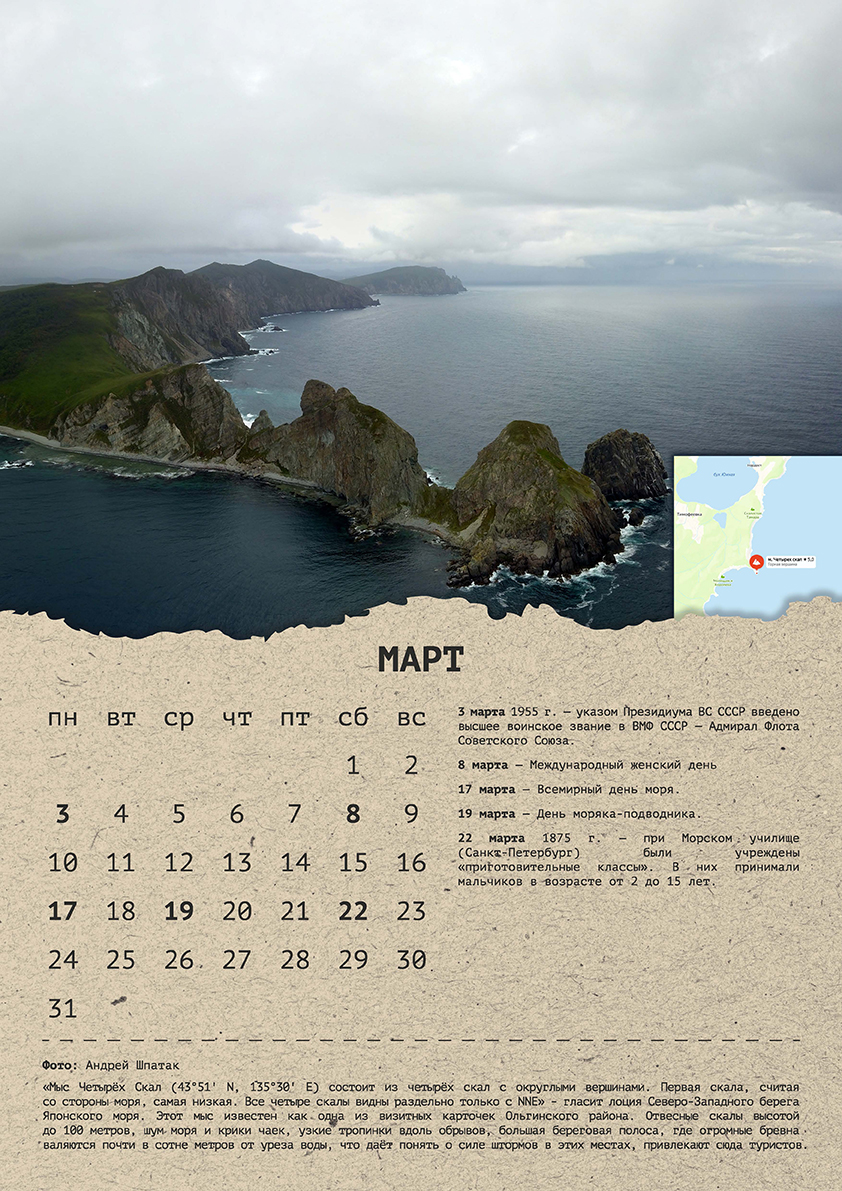 оз. Южное
Тимофеевка
м. Четырёх скал
МАРТ
пн вт ср чт пт сб вс
1 2
3 4 5 6 7 8 9
10 11 12 13 14 15 16
17 18 19 20 21 22 23
24 25 26 27 28 29 30
31
3 марта 1955 г. — указом Президиума ВС СССР введено
высшее воинское звание в ВМФ СССР — Адмирал Флота
Советского Союза.
8 марта — Международный женский день
17 марта — Всемирный день моря.
19 марта — День моряка-подводника.
22 марта 1875 г. — при Морском училище
(Санкт-Петербург) были учреждены
«приготовительные классы». В них принимали
мальчиков в возрасте от 2 до 15 лет.
Фото: Андрей Шпатак
«Мыс Четырёх Скал (43°51' N, 135°30' E) состоит из четырёх скал с округлыми вершинами. Первая скала, считая
со стороны моря, самая низкая. Все четыре скалы видны раздельно только с NNE» - гласит лоция Северо-Западного берега
Японского моря. Этот мыс известен как одна из визитных карточек Ольгинского района. Отвесные скалы высотой
до 100 метров, шум моря и крики чаек, узкие тропинки вдоль обрывов, большая береговая полоса, где огромные бревна
валяются почти в сотне метров от уреза воды, что даёт понять о силе штормов в этих местах, привлекают сюда туристов.